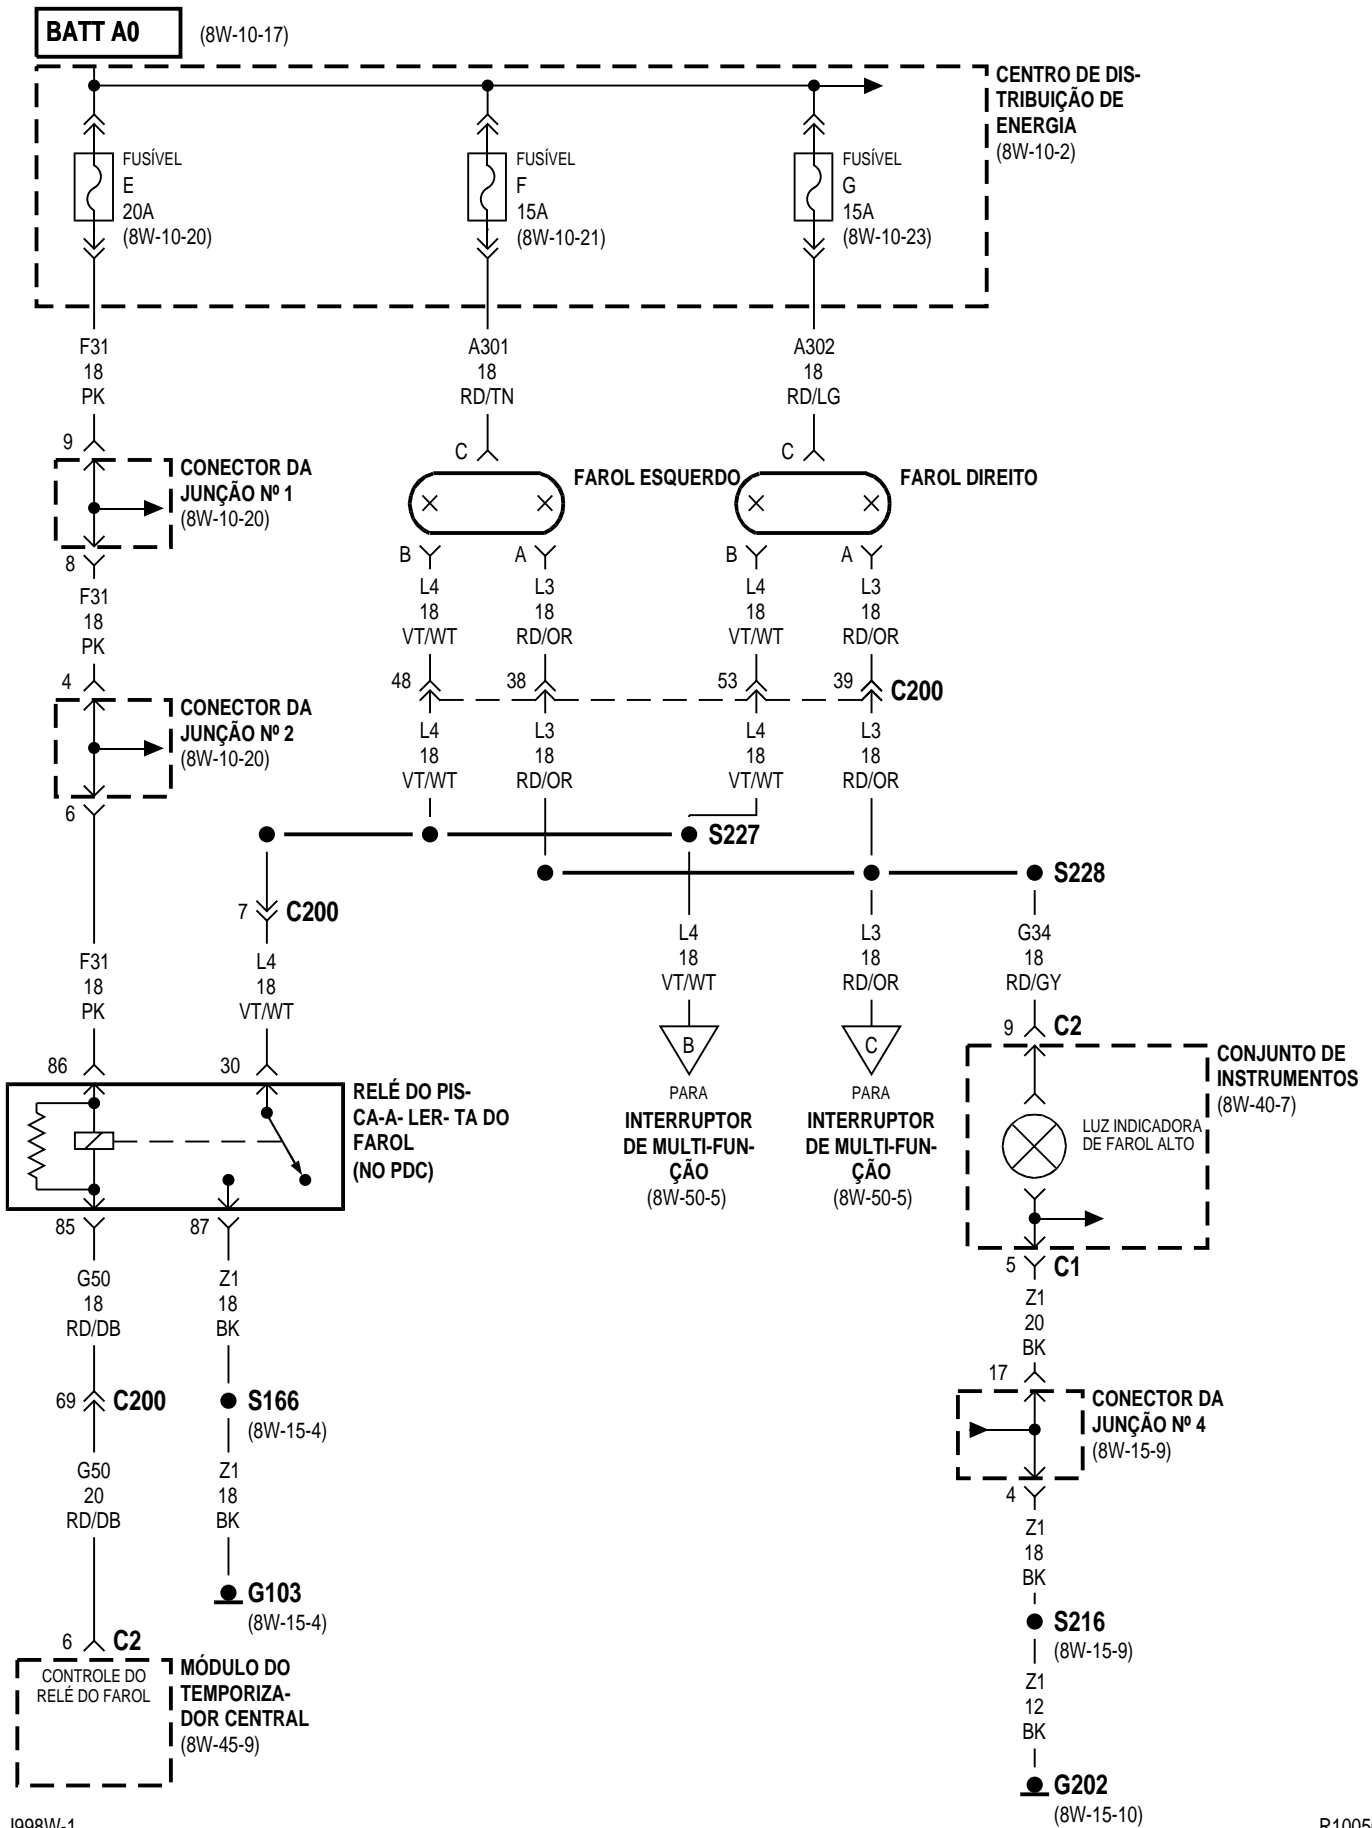 BATT A0
(8W-10-17)
CENTRO DE DIS-
TRIBUIÇÃO DE
ENERGIA
(8W-10-2)
FUSÍVEL
E
20A
(8W-10-20)
FUSÍVEL
F
15A
(8W-10-21)
FUSÍVEL
G
15A
(8W-10-23)
F31
18
PK
A301
18
RD/TN
A302
18
RD/LG
9
C
C
CONECTOR DA
JUNÇÃO Nº 1
(8W-10-20)
FAROL ESQUERDO
FAROL DIREITO
8
B
A
B
A
F31
18
PK
L4
18
VT/WT
L3
18
RD/OR
L4
18
VT/WT
L3
18
RD/OR
4
48
38
53
39
C200
CONECTOR DA
JUNÇÃO Nº 2
(8W-10-20)
L4
18
VT/WT
L3
18
RD/OR
L4
18
VT/WT
L3
18
RD/OR
6
S227
S228
7
C200
F31
18
PK
L4
18
VT/WT
L4
18
VT/WT
L3
18
RD/OR
G34
18
RD/GY
9
C2
86
30
B
C
RELÉ DO PIS-
CA-A- LER- TA DO
FAROL
(NO PDC)
PARA
INTERRUPTOR
DE MULTI-FUN-
ÇÃO
(8W-50-5)
PARA
INTERRUPTOR
DE MULTI-FUN-
ÇÃO
(8W-50-5)
CONJUNTO DE
INSTRUMENTOS
(8W-40-7)
LUZ INDICADORA
DE FAROL ALTO
85
87
5
C1
G50
18
RD/DB
Z1
18
BK
Z1
20
BK
17
69
C200
S166
(8W-15-4)
CONECTOR DA
JUNÇÃO Nº 4
(8W-15-9)
G50
20
RD/DB
Z1
18
BK
4
Z1
18
BK
G103
(8W-15-4)
S216
(8W-15-9)
6
C2
CONTROLE DO
RELÉ DO FAROL
MÓDULO DO
TEMPORIZA-
DOR CENTRAL
(8W-45-9)
Z1
12
BK
G202
(8W-15-10)